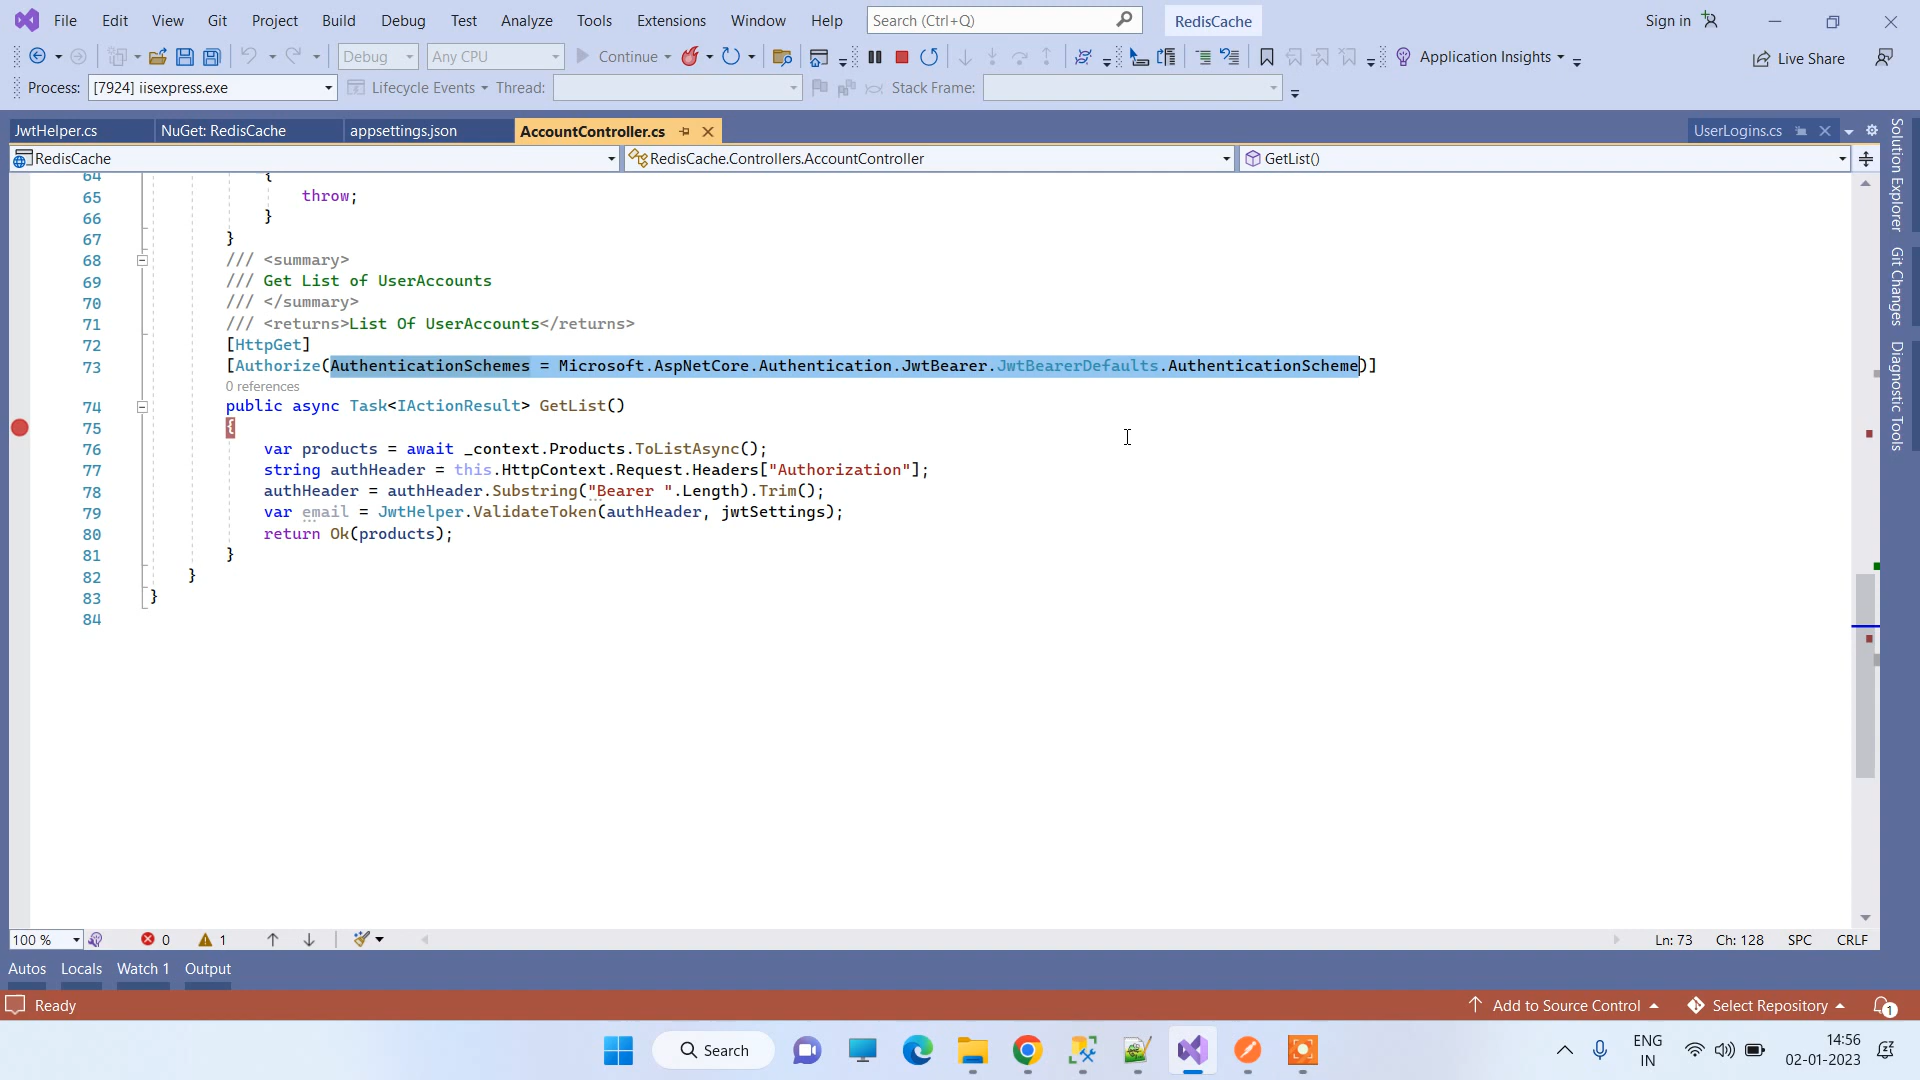 File Edit View Git Project Build Debug Test Analyze Tools Extensions Window Help Search (Ctrl+Q) RedisCache Sign in
Debug Any CPU Continue Application Insights Live Share
Process: [7924] iisexpress.exe Lifecycle Events Thread: Stack Frame:
JwtHelper.cs NuGet: RedisCache appsettings.json AccountController.cs UserLogins.cs
RedisCache RedisCache.Controllers.AccountController GetList()
64 {
65 throw;
66 }
67 }
68 /// <summary>
69 /// Get List of UserAccounts
70 /// </summary>
71 /// <returns>List Of UserAccounts</returns>
72 [HttpGet]
73 [Authorize(AuthenticationSchemes = Microsoft.AspNetCore.Authentication.JwtBearer.JwtBearerDefaults.AuthenticationScheme)]
0 references
74 public async Task<IActionResult> GetList()
75 {
76 var products = await _context.Products.ToListAsync();
77 string authHeader = this.HttpContext.Request.Headers["Authorization"];
78 authHeader = authHeader.Substring("Bearer ".Length).Trim();
79 var email = JwtHelper.ValidateToken(authHeader, jwtSettings);
80 return Ok(products);
81 }
82 }
83 }
84
Solution Explorer
Git Changes
Diagnostic Tools
100 % 0 1 Ln: 73 Ch: 128 SPC CRLF
Autos Locals Watch 1 Output
Ready Add to Source Control Select Repository 1
Search ENG 14:56
IN 02-01-2023